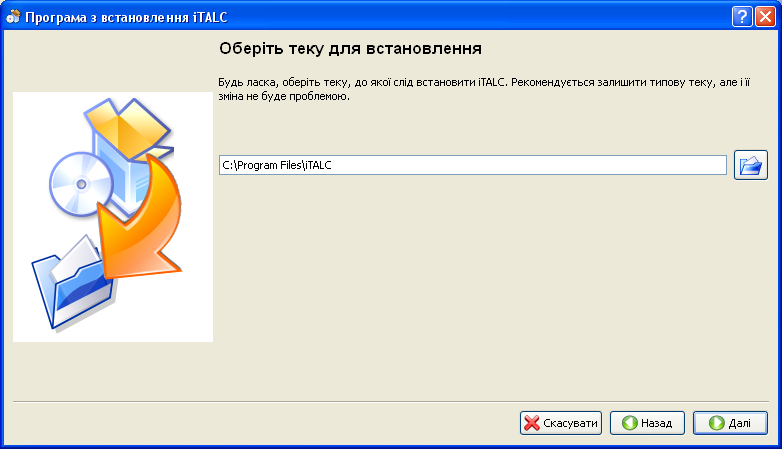 Програма з встановлення iTALC
Оберіть теку для встановлення
Будь ласка, оберіть теку, до якої слід встановити iTALC. Рекомендується залишити типову теку, але і її
зміна не буде проблемою.
C:\Program Files\iTALC
Скасувати
Назад
Далі